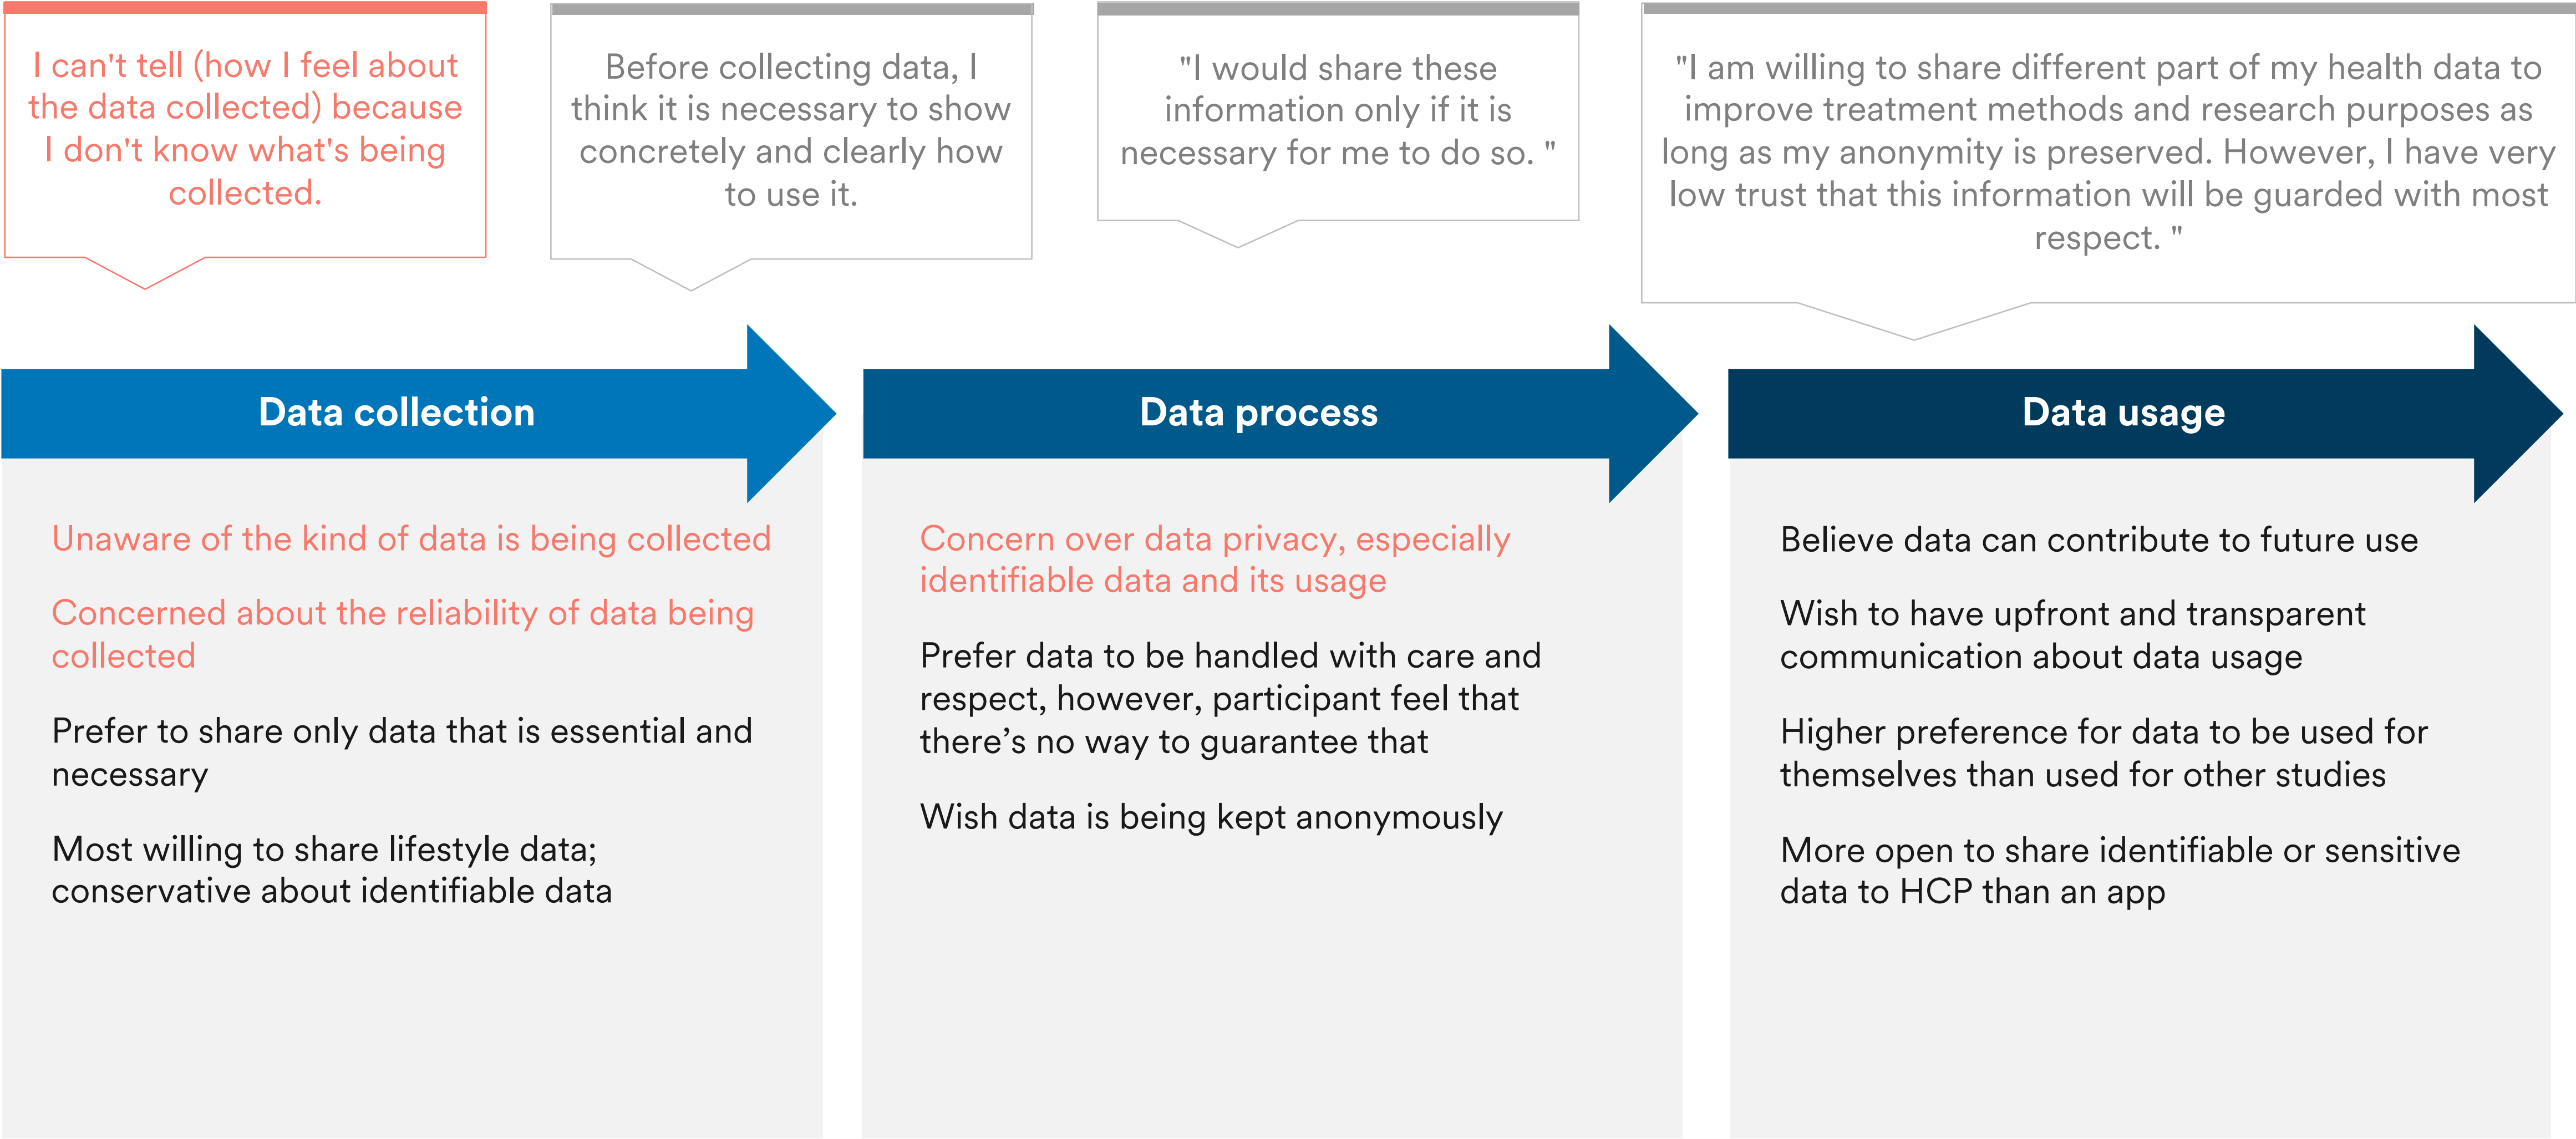 I can't tell (how I feel about
the data collected) because
I don't know what's being
collected.
Before collecting data, I
think it is necessary to show
concretely and clearly how
to use it.
"I would share these
information only if it is
necessary for me to do so. "
"I am willing to share different part of my health data to
improve treatment methods and research purposes as
long as my anonymity is preserved. However, I have very
low trust that this information will be guarded with most
respect. "
Data collection
Unaware of the kind of data is being collected
Concerned about the reliability of data being
collected
Prefer to share only data that is essential and
necessary
Most willing to share lifestyle data;
conservative about identifiable data
Data process
Concern over data privacy, especially
identifiable data and its usage
Prefer data to be handled with care and
respect, however, participant feel that
there’s no way to guarantee that
Wish data is being kept anonymously
Data usage
Believe data can contribute to future use
Wish to have upfront and transparent
communication about data usage
Higher preference for data to be used for
themselves than used for other studies
More open to share identifiable or sensitive
data to HCP than an app